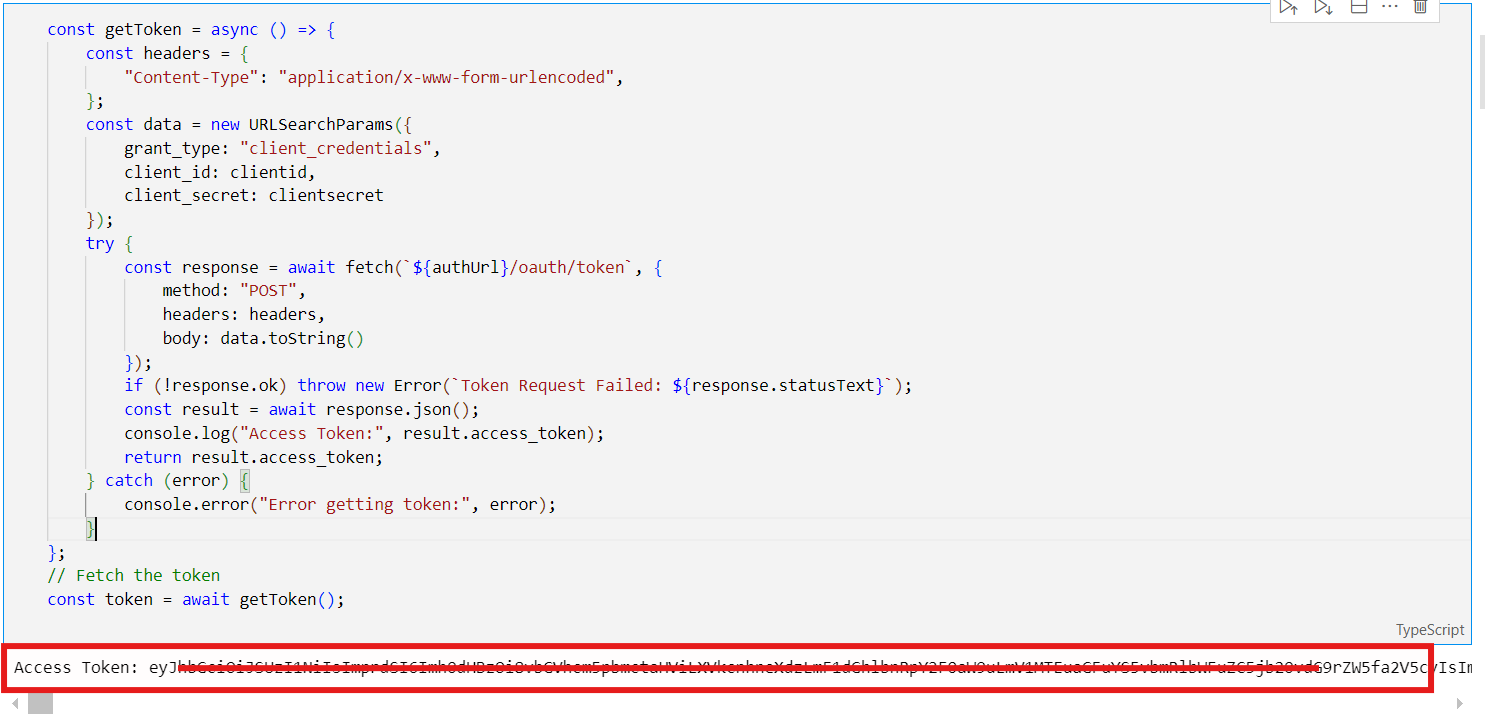 const getToken = async () => {
    const headers = {
        "Content-Type": "application/x-www-form-urlencoded",
    };
    const data = new URLSearchParams({
        grant_type: "client_credentials",
        client_id: clientid,
        client_secret: clientsecret
    });
    try {
        const response = await fetch(`${authUrl}/oauth/token`, {
            method: "POST",
            headers: headers,
            body: data.toString()
        });
        if (!response.ok) throw new Error(`Token Request Failed: ${response.statusText}`);
        const result = await response.json();
        console.log("Access Token:", result.access_token);
        return result.access_token;
    } catch (error) {
        console.error("Error getting token:", error);
    }
};
// Fetch the token
const token = await getToken();
TypeScript
Access Token: